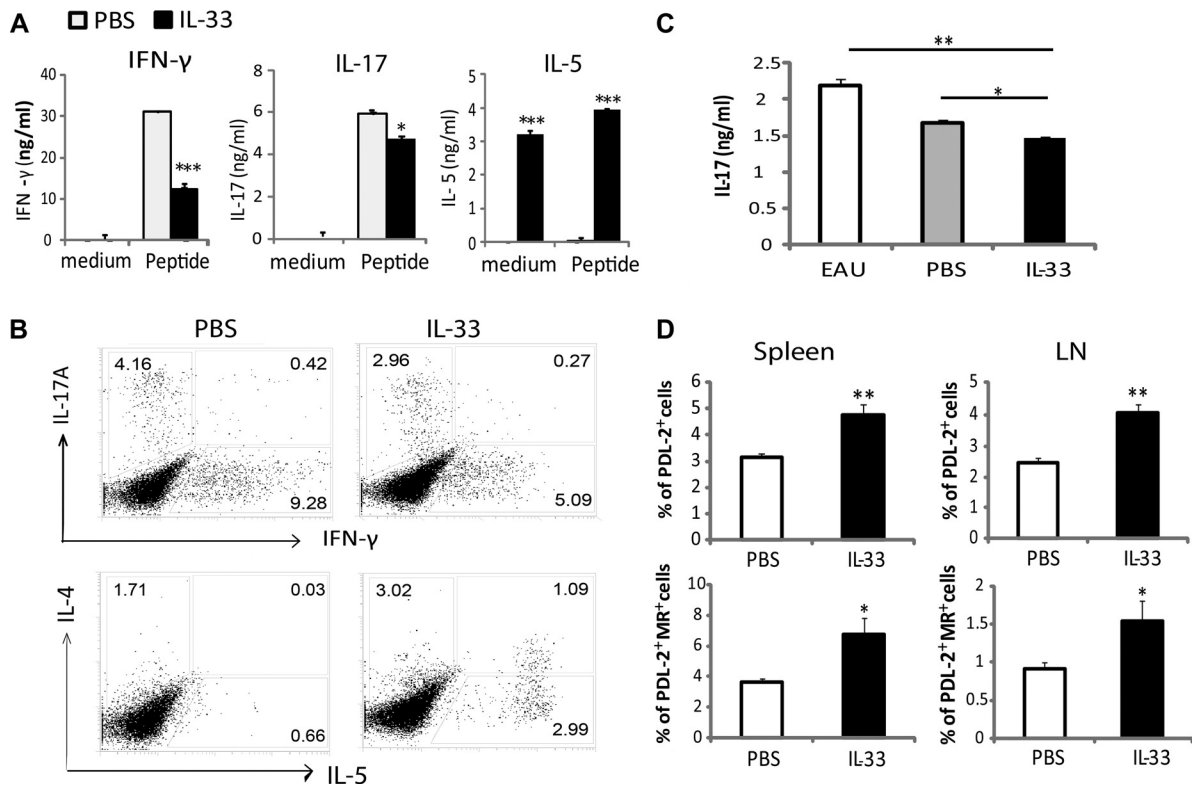 A
PBS
IL-33
IFN-γ
IFN -γ (ng/ml)
40
30
20
10
0
***
medium
Peptide
IL-17
IL-17 (ng/ml)
8
6
4
2
0
*
medium
Peptide
IL-5
IL- 5 (ng/ml)
5
4
3
2
1
0
***
***
medium
Peptide
C
IL-17 (ng/ml)
2.5
2
1.5
1
0.5
0
**
*
EAU
PBS
IL-33
B
PBS
IL-33
IL-17A
4.16
0.42
9.28
2.96
0.27
5.09
IFN-γ
IL-4
1.71
0.03
0.66
3.02
1.09
2.99
IL-5
D
Spleen
LN
% of PDL-2⁺cells
6
5
4
3
2
1
0
**
PBS
IL-33
% of PDL-2⁺cells
5
4
3
2
1
0
**
PBS
IL-33
% of PDL-2⁺MR⁺cells
10
8
6
4
2
0
*
PBS
IL-33
% of PDL-2⁺MR⁺cells
2
1.5
1
0.5
0
*
PBS
IL-33